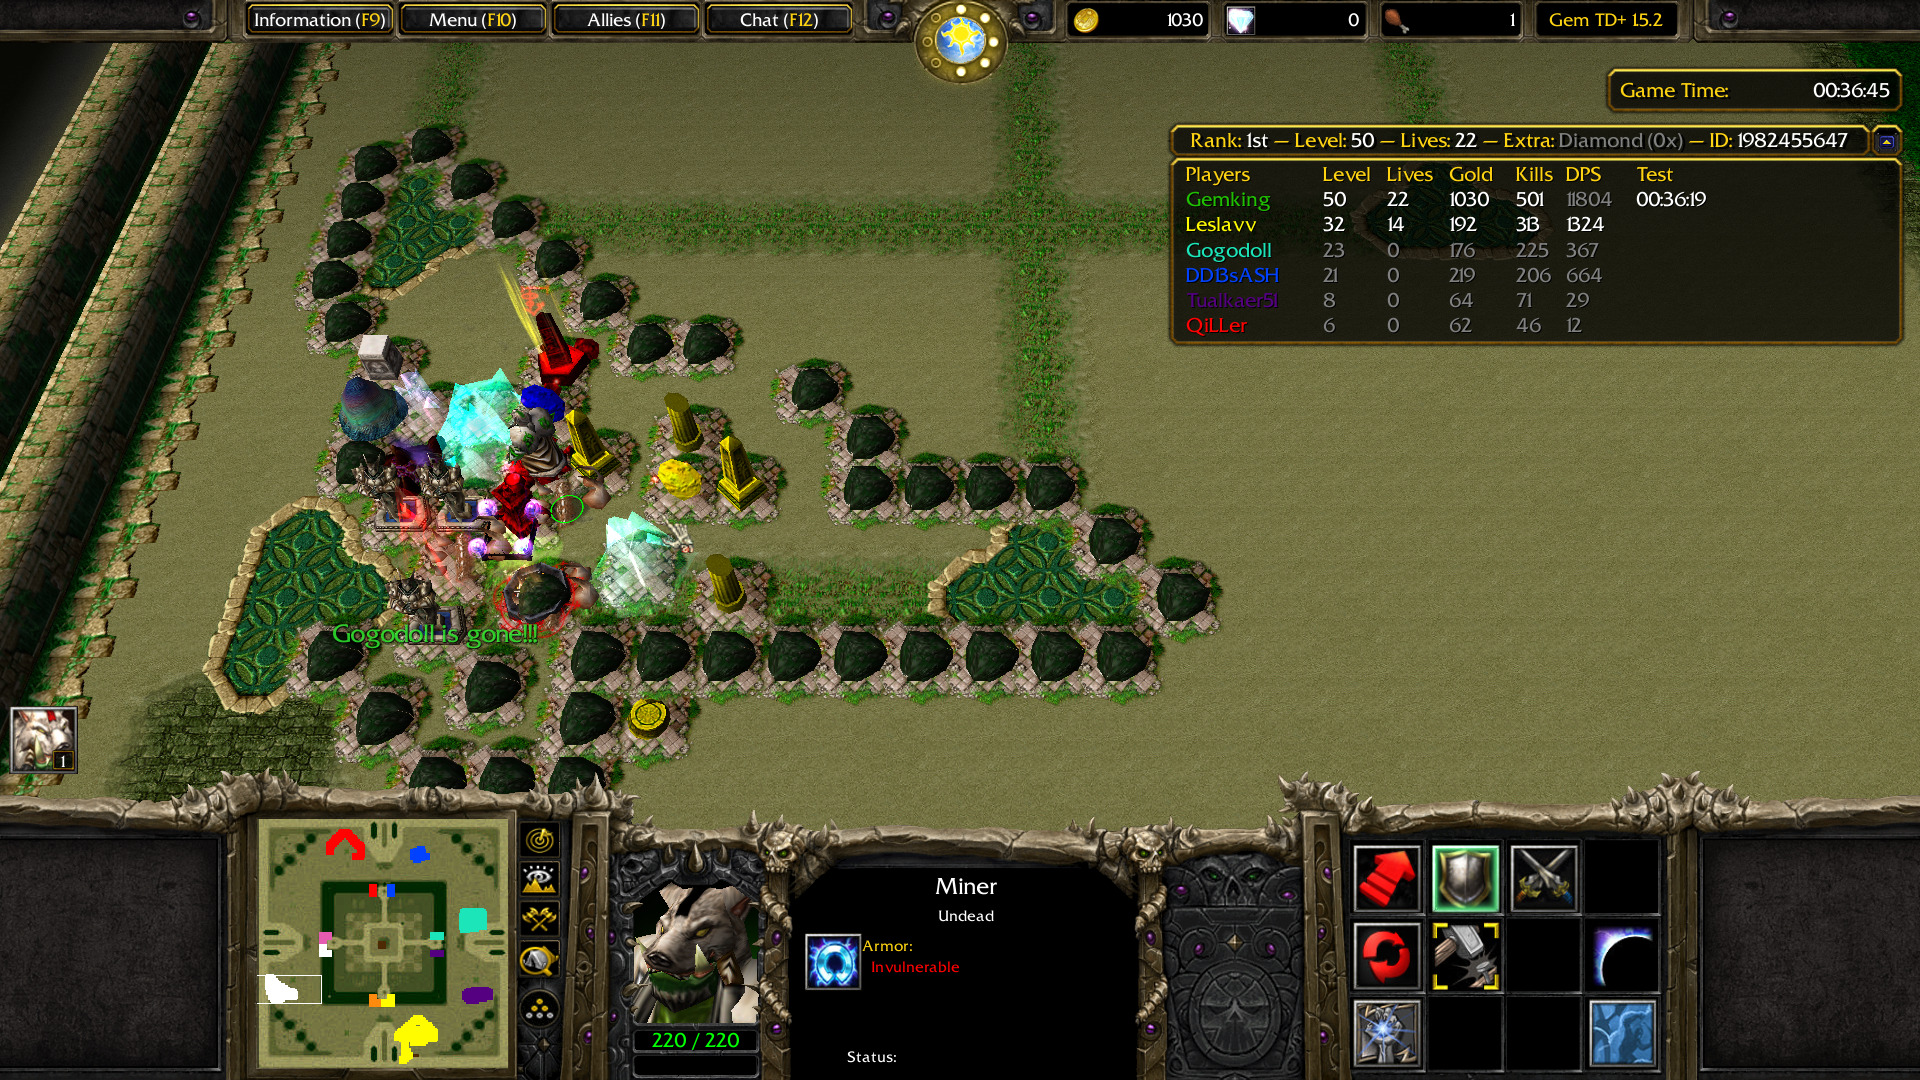 Information (F9) Menu (F10) Allies (F11) Chat (F12) 1030 0 1 Gem TD+ 15.2
Game Time: 00:36:45
Rank: 1st – Level: 50 – Lives: 22 – Extra: Diamond (0x) – ID: 1982455647
Players Level Lives Gold Kills DPS Test
Gemking 50 22 1030 501 11804 00:36:19
Leslavv 32 14 192 313 1324
Gogodoll 23 0 176 225 367
DDBsASH 21 0 219 206 664
Tualkaer51 8 0 64 71 29
QiLLer 6 0 62 46 12
Gogodoll is gone!!!
1
Miner
Undead
Armor:
Invulnerable
220 / 220
Status: